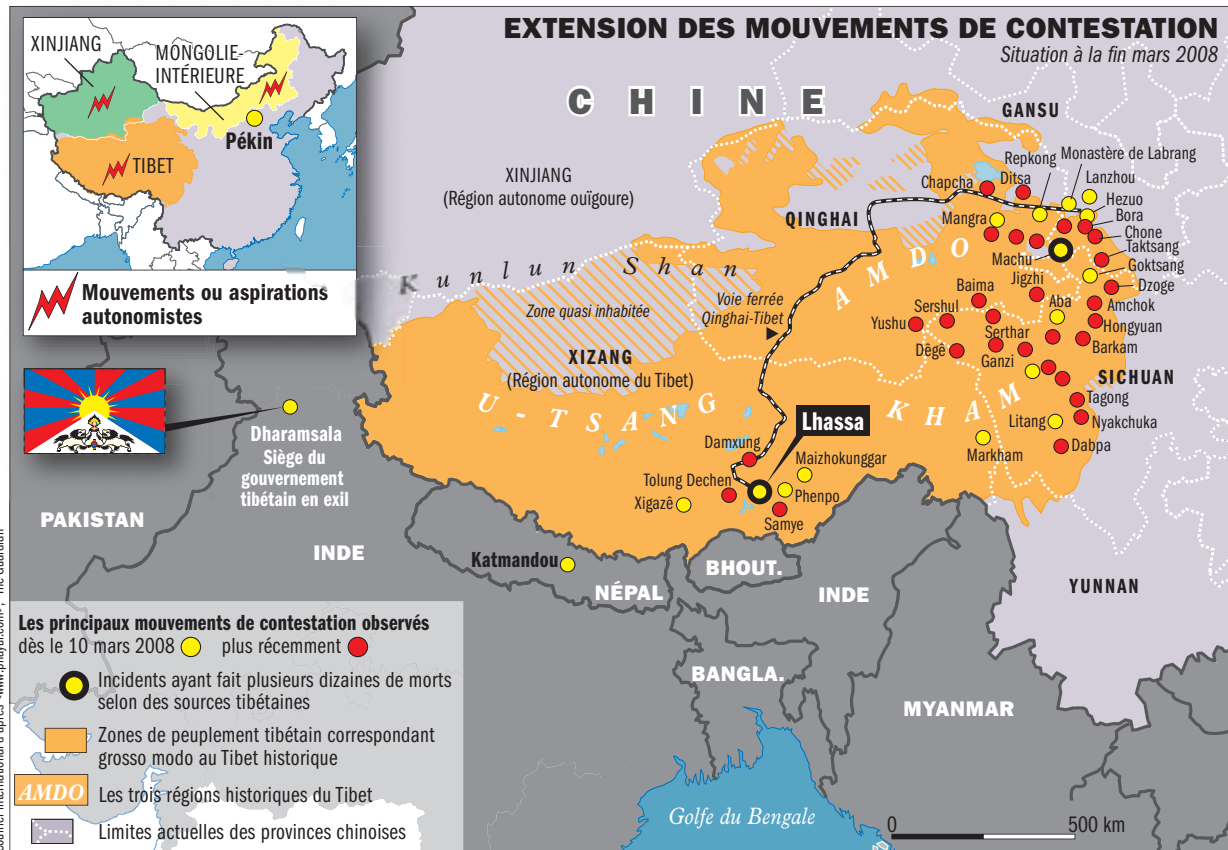 EXTENSION DES MOUVEMENTS DE CONTESTATION
Situation à la fin mars 2008
XINJIANG
MONGOLIE-
INTÉRIEURE
Pékin
TIBET
Mouvements ou aspirations
autonomistes
CHINE
GANSU
XINJIANG
(Région autonome ouïgoure)
QINGHAI
Repkong
Monastère de Labrang
Lanzhou
Chapcha
Ditsa
Hezuo
Bora
Mangra
Chone
Taktsang
Machu
Goktsang
Jigzhi
Dzoge
Kunlun Shan
AMDO
Zone quasi inhabitée
Voie ferrée
Qinghai-Tibet
Baima
Aba
Amchok
Sershul
Hongyuan
Yushu
Serthar
Barkam
Dêgê
Ganzi
XIZANG
(Région autonome du Tibet)
SICHUAN
U-TSANG
KHAM
Tagong
Lhassa
Litang
Nyakchuka
Damxung
Markham
Dabpa
Maizhokunggar
Tolung Dechen
Phenpo
Xigazê
Samye
Dharamsala
Siège du
gouvernement
tibétain en exil
PAKISTAN
INDE
Katmandou
NÉPAL
BHOUT.
INDE
YUNNAN
BANGLA.
MYANMAR
Golfe du Bengale
0
500 km
Les principaux mouvements de contestation observés
dès le 10 mars 2008
plus récemment
Incidents ayant fait plusieurs dizaines de morts
selon des sources tibétaines
Zones de peuplement tibétain correspondant
grosso modo au Tibet historique
AMDO
Les trois régions historiques du Tibet
Limites actuelles des provinces chinoises